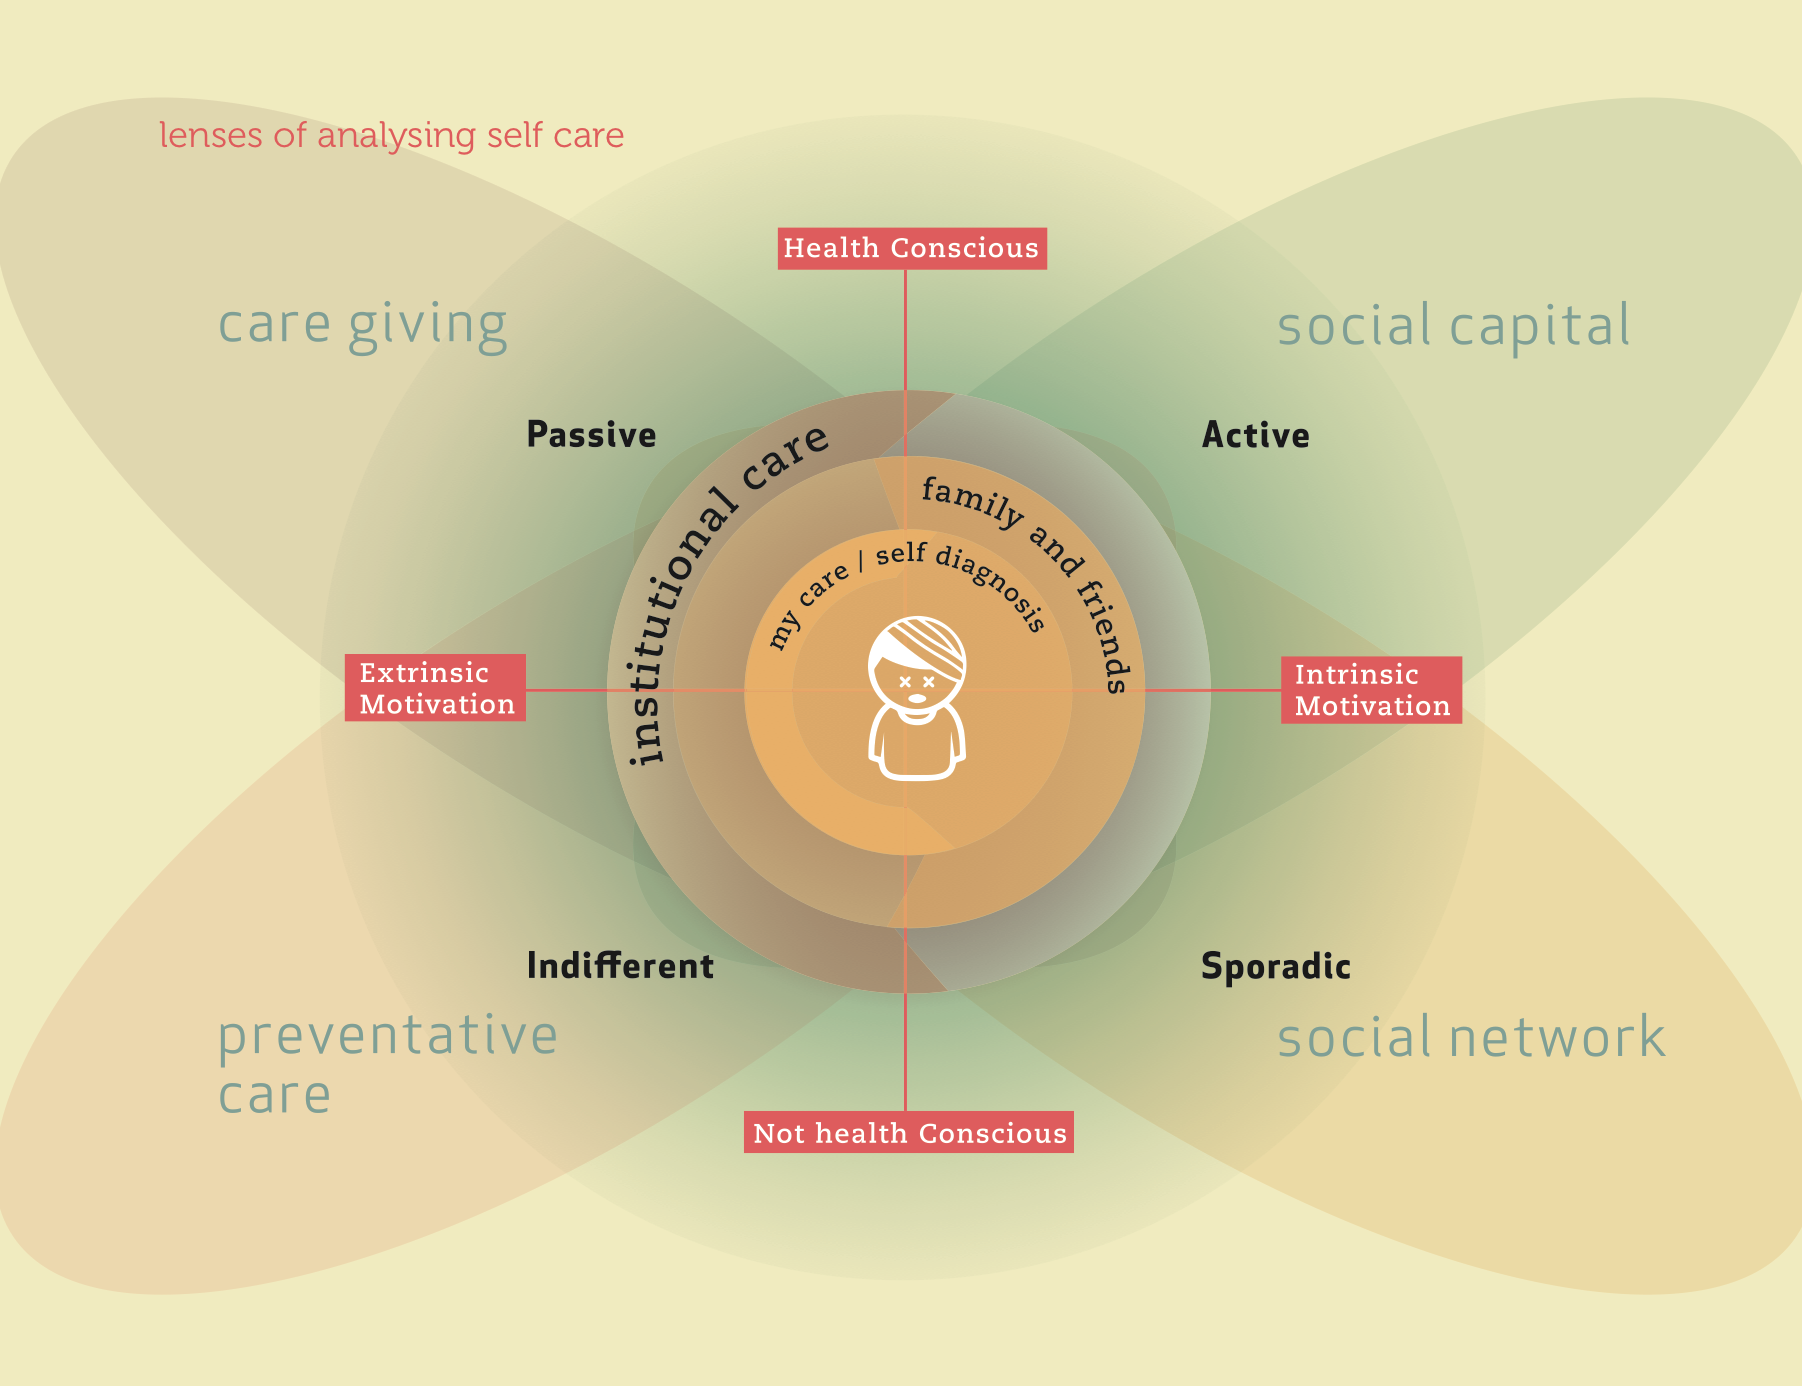 lenses of analysing self care
Health Conscious
care giving
social capital
Passive
Active
institutional care
family and friends
my care / self diagnosis
Extrinsic
Motivation
Intrinsic
Motivation
Indifferent
Sporadic
preventative
care
social network
Not health Conscious